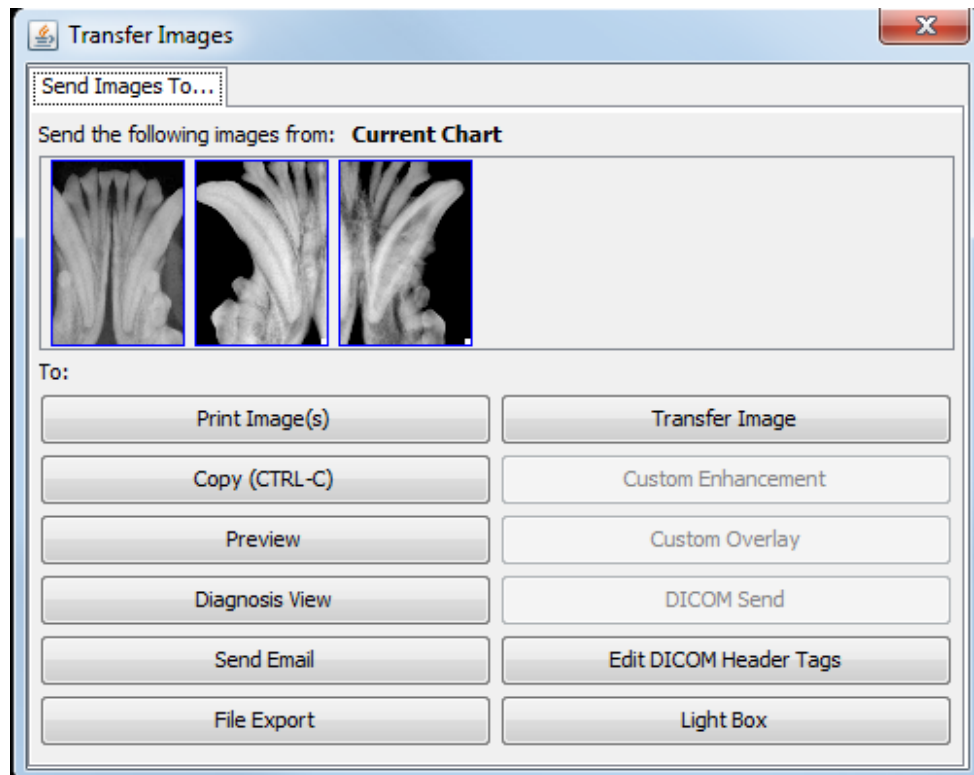 Transfer Images
Send Images To...
Send the following images from: Current Chart
To:
Print Image(s)
Transfer Image
Copy (CTRL-C)
Custom Enhancement
Preview
Custom Overlay
Diagnosis View
DICOM Send
Send Email
Edit DICOM Header Tags
File Export
Light Box